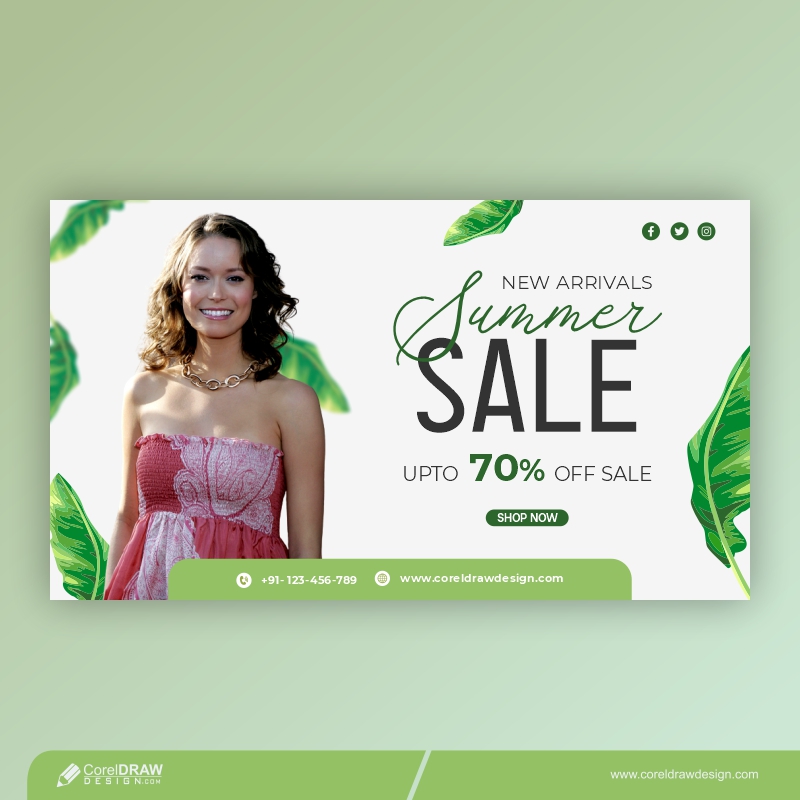 NEW ARRIVALS
Summer
SALE
UPTO 70% OFF SALE
SHOP NOW
+91- 123-456-789 www.coreldrawdesign.com
CorelDRAW
DESIGN.COM
www.coreldrawdesign.com